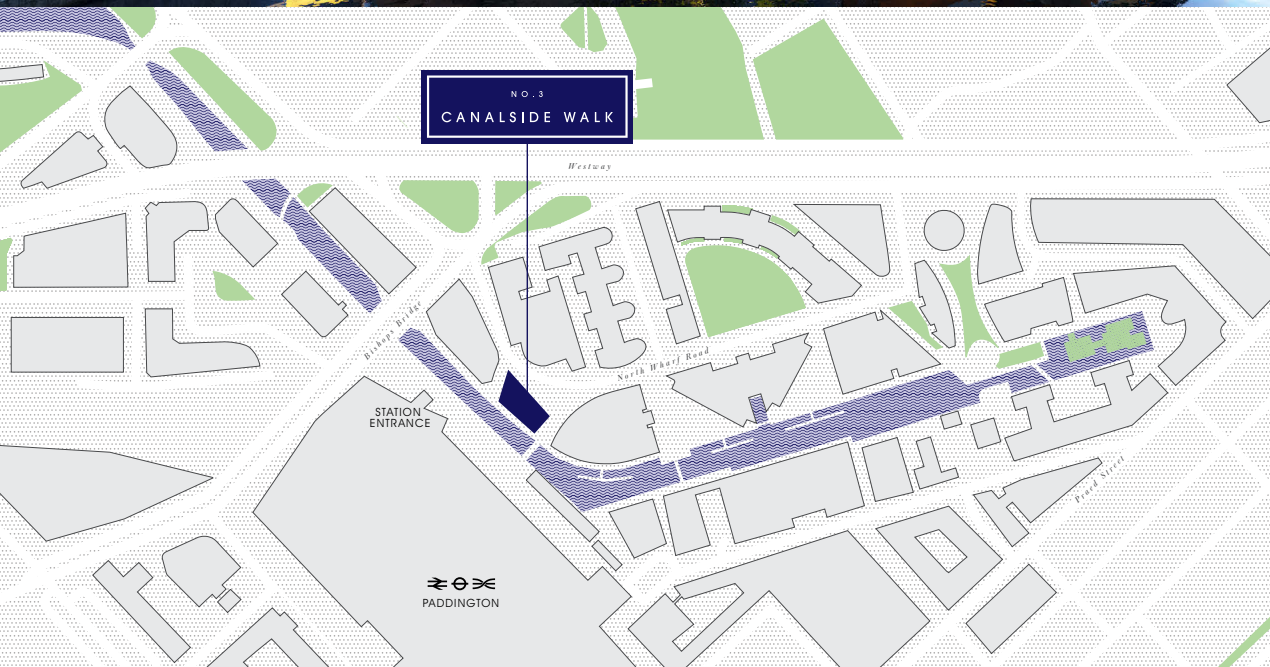 NO.3
CANALSIDE WALK
Westway
Bishops Bridge
North Wharf Road
STATION
ENTRANCE
Praed Street
PADDINGTON